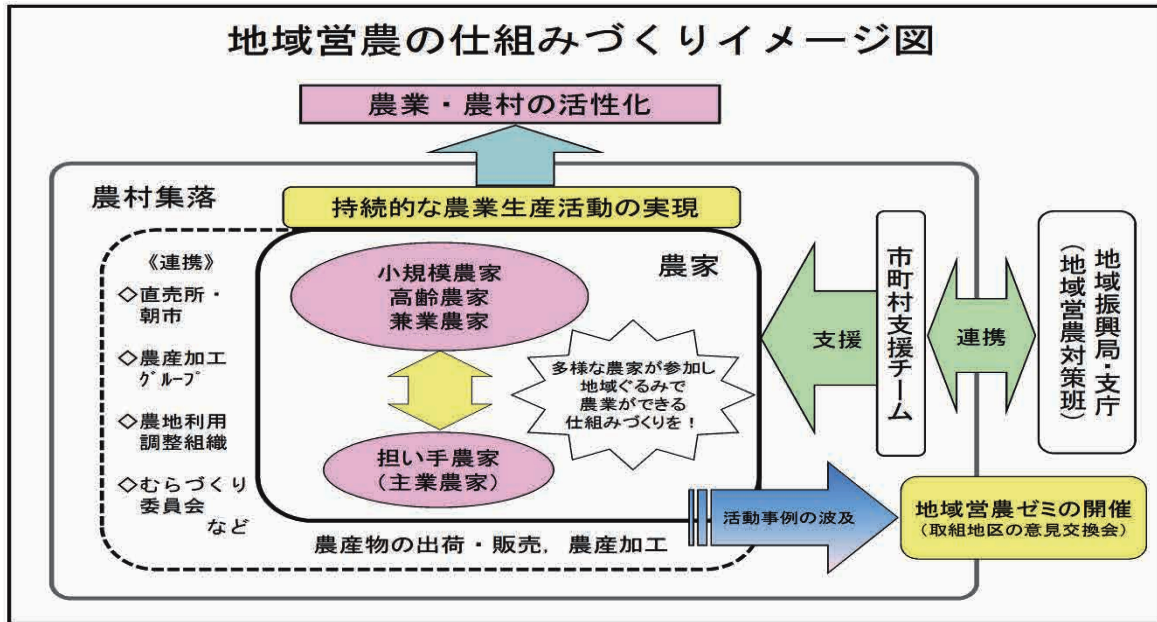 地域営農の仕組みづくりイメージ図
農業・農村の活性化
農村集落
持続的な農業生産活動の実現
《連携》
◇直売所・
朝市
◇農産加工
ｸﾞﾙｰﾌﾟ
◇農地利用
調整組織
◇むらづくり
委員会
など
農家
小規模農家
高齢農家
兼業農家
多様な農家が参加し
地域ぐるみで
農業ができる
仕組みづくりを！
担い手農家
(主業農家)
農産物の出荷・販売，農産加工
支援
市町村支援チーム
連携
地域振興局・支庁
(地域営農対策班)
活動事例の波及
地域営農ゼミの開催
(取組地区の意見交換会)